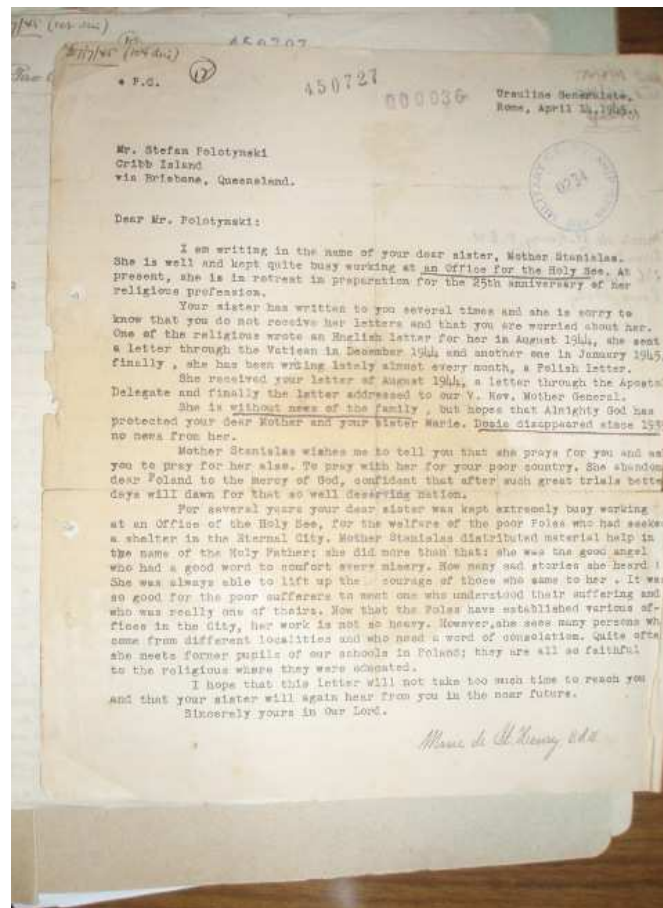 7/45 (104 dui)
450727
27/7/45 (104 dui)
+ P.C.
12
450727
000036
Ursuline Generalate,
Rome, April 14,1945.
Mr. Stefan Polotynski
Cribb Island
via Brisbane, Queensland.
0234
Dear Mr. Polotynski:
I am writing in the name of your dear sister, Mother Stanislas.
She is well and kept quite busy working at an Office for the Holy See. At
present, she is in retreat in preparation for the 25th anniversary of her
religious profession.
Your sister has written to you several times and she is sorry to
know that you do not receive her letters and that you are worried about her.
One of the religious wrote an English letter for her in August 1944, she sent
a letter through the Vatican in December 1944 and another one in January 1945,
finally , she has been writing lately almost every month, a Polish letter.
She received your letter of August 1944, a letter through the Aposto
Delegate and finally the letter addressed to our V. Rev. Mother General.
She is without news of the family , but hopes that Almighty God has
protected your dear Mother and your sister Marie. disappeared since 193
no news from her.
Mother Stanislas wishes me to tell you that she prays for you and as
you to pray for her also. To pray with her for your poor country. She abandon
dear Poland to the mercy of God, confident that after such great trials bette
days will dawn for that so well deserving nation.
For several years your dear sister was kept extremely busy working
at an Office of the Holy See, for the welfare of the poor Poles who had seeke
a shelter in the Eternal City. Mother Stanislas distributed material help in
the name of the Holy Father; she did more than that: she was the good angel
who had a good word to comfort every misery. How many sad stories she heard !
She was always able to lift up the courage of those who came to her . It was
so good for the poor sufferers to meet one who understood their suffering and
who was really one of theirs. Now that the Poles have established various of-
fices in the City, her work is not so heavy. However,she sees many persons wh
come from different localities and who need a word of consolation. Quite ofte
she meets former pupils of our schools in Poland; they are all so faithful
to the religious where they were educated.
I hope that this letter will not take too much time to reach you
and that your sister will again hear from you in the near future.
Sincerely yours in Our Lord.
Marie de St. Henry